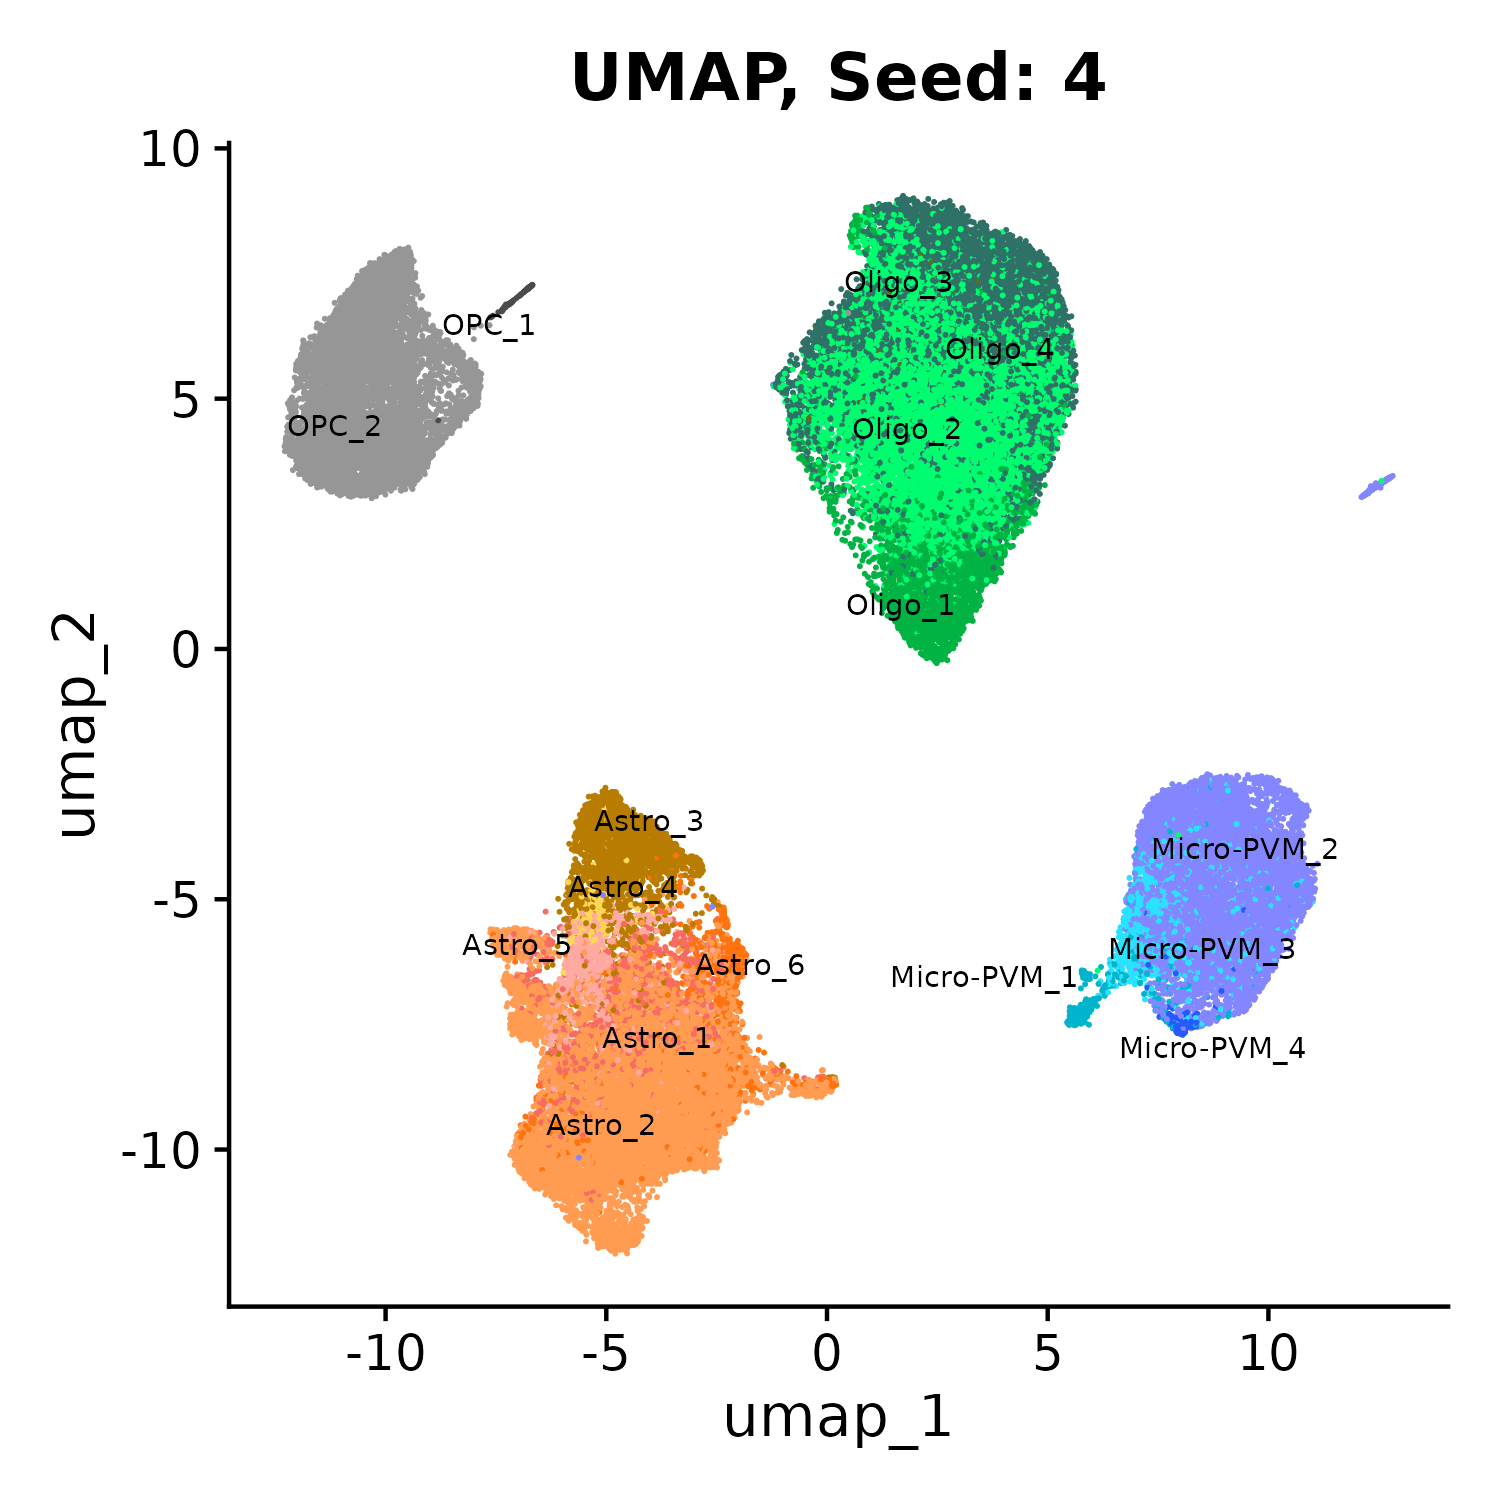 UMAP, Seed: 4
10
5
0
-5
-10
umap_2
OPC_1
OPC_2
Oligo_3
Oligo_4
Oligo_2
Oligo_1
Astro_3
Astro_4
Astro_5
Astro_6
Astro_1
Astro_2
Micro-PVM_2
Micro-PVM_3
Micro-PVM_1
Micro-PVM_4
-10
-5
0
5
10
umap_1